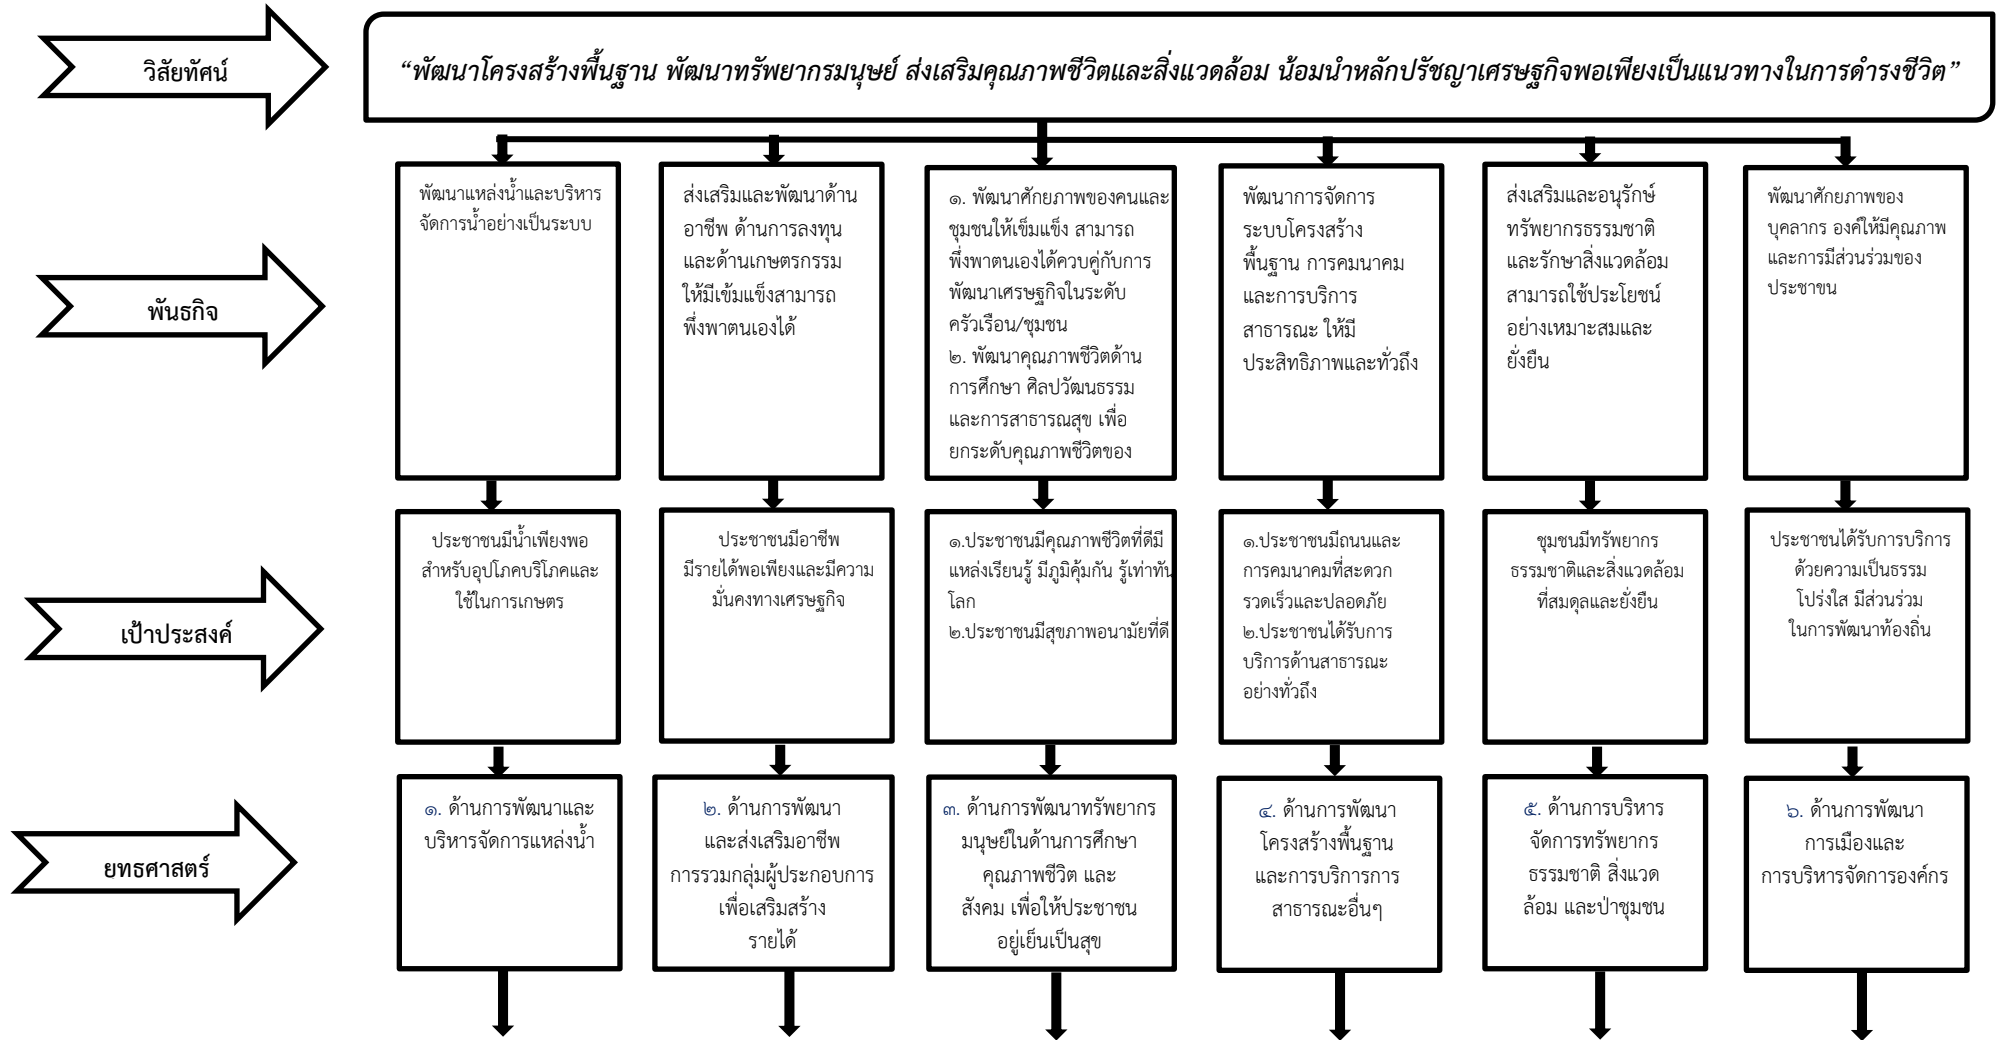 วิสัยทัศน์
“พัฒนาโครงสร้างพื้นฐาน พัฒนาทรัพยากรมนุษย์ ส่งเสริมคุณภาพชีวิตและสิ่งแวดล้อม น้อมนำหลักปรัชญาเศรษฐกิจพอเพียงเป็นแนวทางในการดำรงชีวิต”
พันธกิจ
พัฒนาแหล่งน้ำและบริหาร
จัดการน้ำอย่างเป็นระบบ
ส่งเสริมและพัฒนาด้าน
อาชีพ ด้านการลงทุน
และด้านเกษตรกรรม
ให้มีเข้มแข็งสามารถ
พึ่งพาตนเองได้
๑. พัฒนาศักยภาพของคนและ
ชุมชนให้เข็มแข็ง สามารถ
พึ่งพาตนเองได้ควบคู่กับการ
พัฒนาเศรษฐกิจในระดับ
ครัวเรือน/ชุมชน
๒. พัฒนาคุณภาพชีวิตด้าน
การศึกษา ศิลปวัฒนธรรม
และการสาธารณสุข เพื่อ
ยกระดับคุณภาพชีวิตของ
พัฒนาการจัดการ
ระบบโครงสร้าง
พื้นฐาน การคมนาคม
และการบริการ
สาธารณะ ให้มี
ประสิทธิภาพและทั่วถึง
ส่งเสริมและอนุรักษ์
ทรัพยากรธรรมชาติ
และรักษาสิ่งแวดล้อม
สามารถใช้ประโยชน์
อย่างเหมาะสมและ
ยั่งยืน
พัฒนาศักยภาพของ
บุคลากร องค์ให้มีคุณภาพ
และการมีส่วนร่วมของ
ประชาขน
เป้าประสงค์
ประชาชนมีน้ำเพียงพอ
สำหรับอุปโภคบริโภคและ
ใช้ในการเกษตร
ประชาชนมีอาชีพ
มีรายได้พอเพียงและมีความ
มั่นคงทางเศรษฐกิจ
๑.ประชาชนมีคุณภาพชีวิตที่ดีมี
แหล่งเรียนรู้ มีภูมิคุ้มกัน รู้เท่าทัน
โลก
๒.ประชาชนมีสุขภาพอนามัยที่ดี
๑.ประชาชนมีถนนและ
การคมนาคมที่สะดวก
รวดเร็วและปลอดภัย
๒.ประชาชนได้รับการ
บริการด้านสาธารณะ
อย่างทั่วถึง
ชุมชนมีทรัพยากร
ธรรมชาติและสิ่งแวดล้อม
ที่สมดุลและยั่งยืน
ประชาชนได้รับการบริการ
ด้วยความเป็นธรรม
โปร่งใส มีส่วนร่วม
ในการพัฒนาท้องถิ่น
ยทธศาสตร์
๑. ด้านการพัฒนาและ
บริหารจัดการแหล่งน้ำ
๒. ด้านการพัฒนา
และส่งเสริมอาชีพ
การรวมกลุ่มผู้ประกอบการ
เพื่อเสริมสร้าง
รายได้
๓. ด้านการพัฒนาทรัพยากร
มนุษย์ในด้านการศึกษา
คุณภาพชีวิต และ
สังคม เพื่อให้ประชาชน
อยู่เย็นเป็นสุข
๔. ด้านการพัฒนา
โครงสร้างพื้นฐาน
และการบริการการ
สาธารณะอื่นๆ
๕. ด้านการบริหาร
จัดการทรัพยากร
ธรรมชาติ สิ่งแวด
ล้อม และป่าชุมชน
๖. ด้านการพัฒนา
การเมืองและ
การบริหารจัดการองค์กร